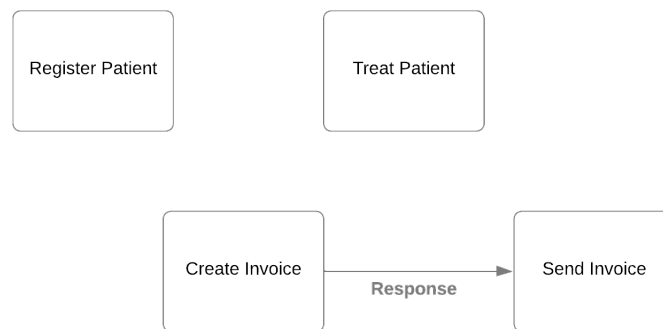 Register Patient
Treat Patient
Create Invoice
Response
Send Invoice